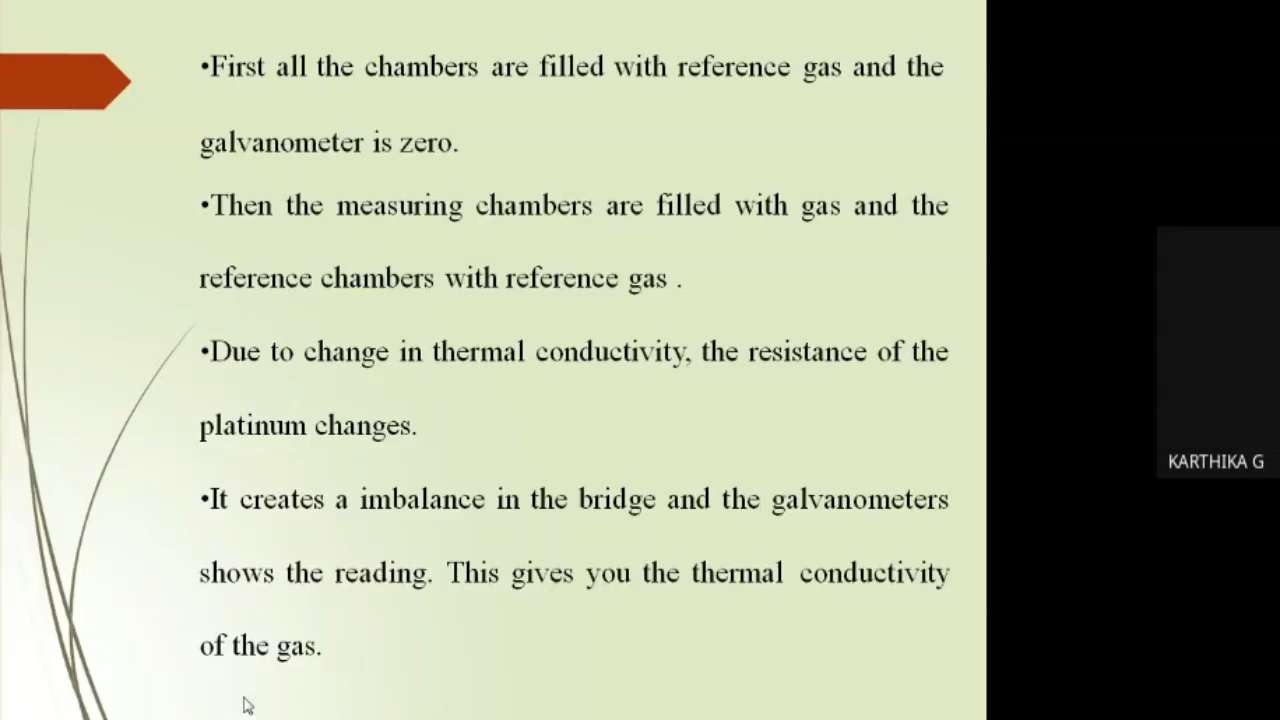 •First all the chambers are filled with reference gas and the
galvanometer is zero.
•Then the measuring chambers are filled with gas and the
reference chambers with reference gas .
•Due to change in thermal conductivity, the resistance of the
platinum changes.
•It creates a imbalance in the bridge and the galvanometers
shows the reading. This gives you the thermal conductivity
of the gas.
KARTHIKA G